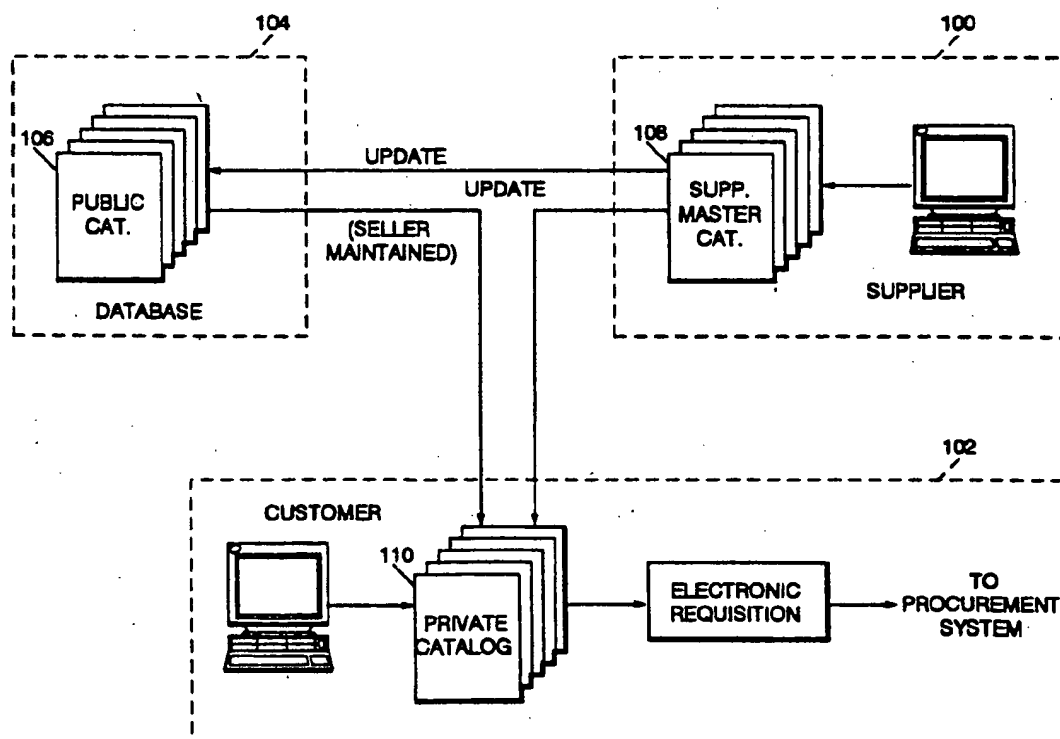 104
100
106
PUBLIC
CAT.
DATABASE
UPDATE
UPDATE
(SELLER
MAINTAINED)
108
SUPP.
MASTER
CAT.
SUPPLIER
102
CUSTOMER
110
PRIVATE
CATALOG
ELECTRONIC
REQUISITION
TO
PROCUREMENT
SYSTEM